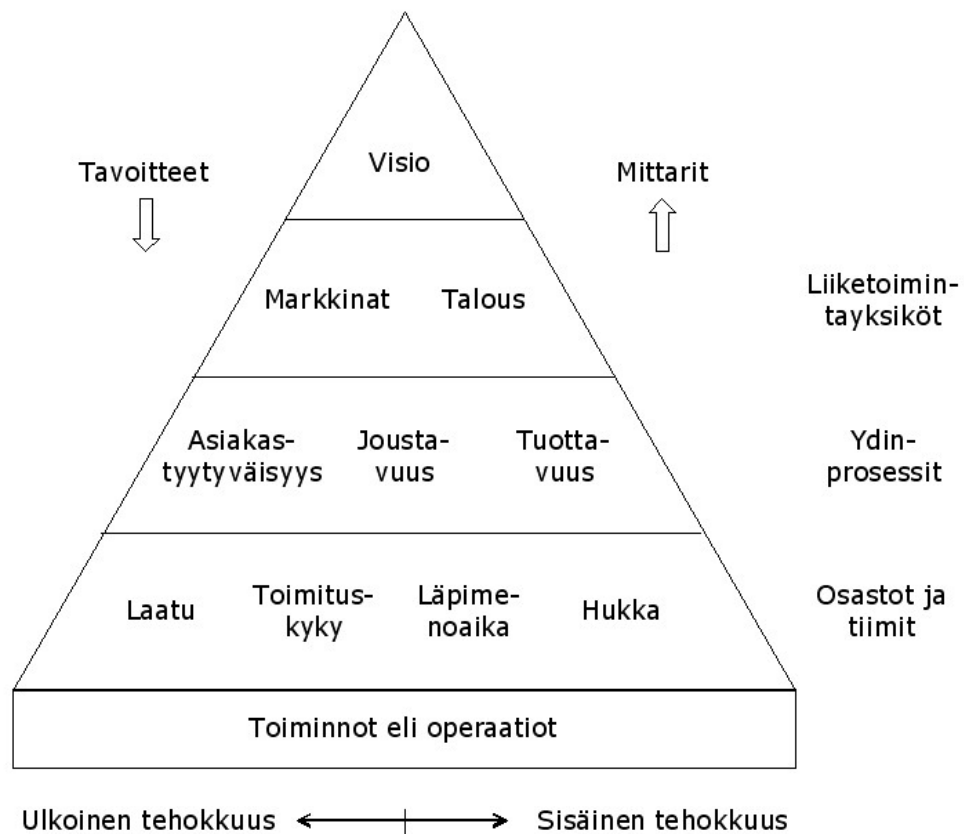 Visio
Tavoitteet
Mittarit
Markkinat
Talous
Liiketoimin-
tayksiköt
Asiakas-
tyytyväisyys
Jousta-
vuus
Tuotta-
vuus
Ydin-
prosessit
Laatu
Toimitus-
kyky
Läpime-
noaika
Hukka
Osastot ja
tiimit
Toiminnot eli operaatiot
Ulkoinen tehokkuus
Sisäinen tehokkuus